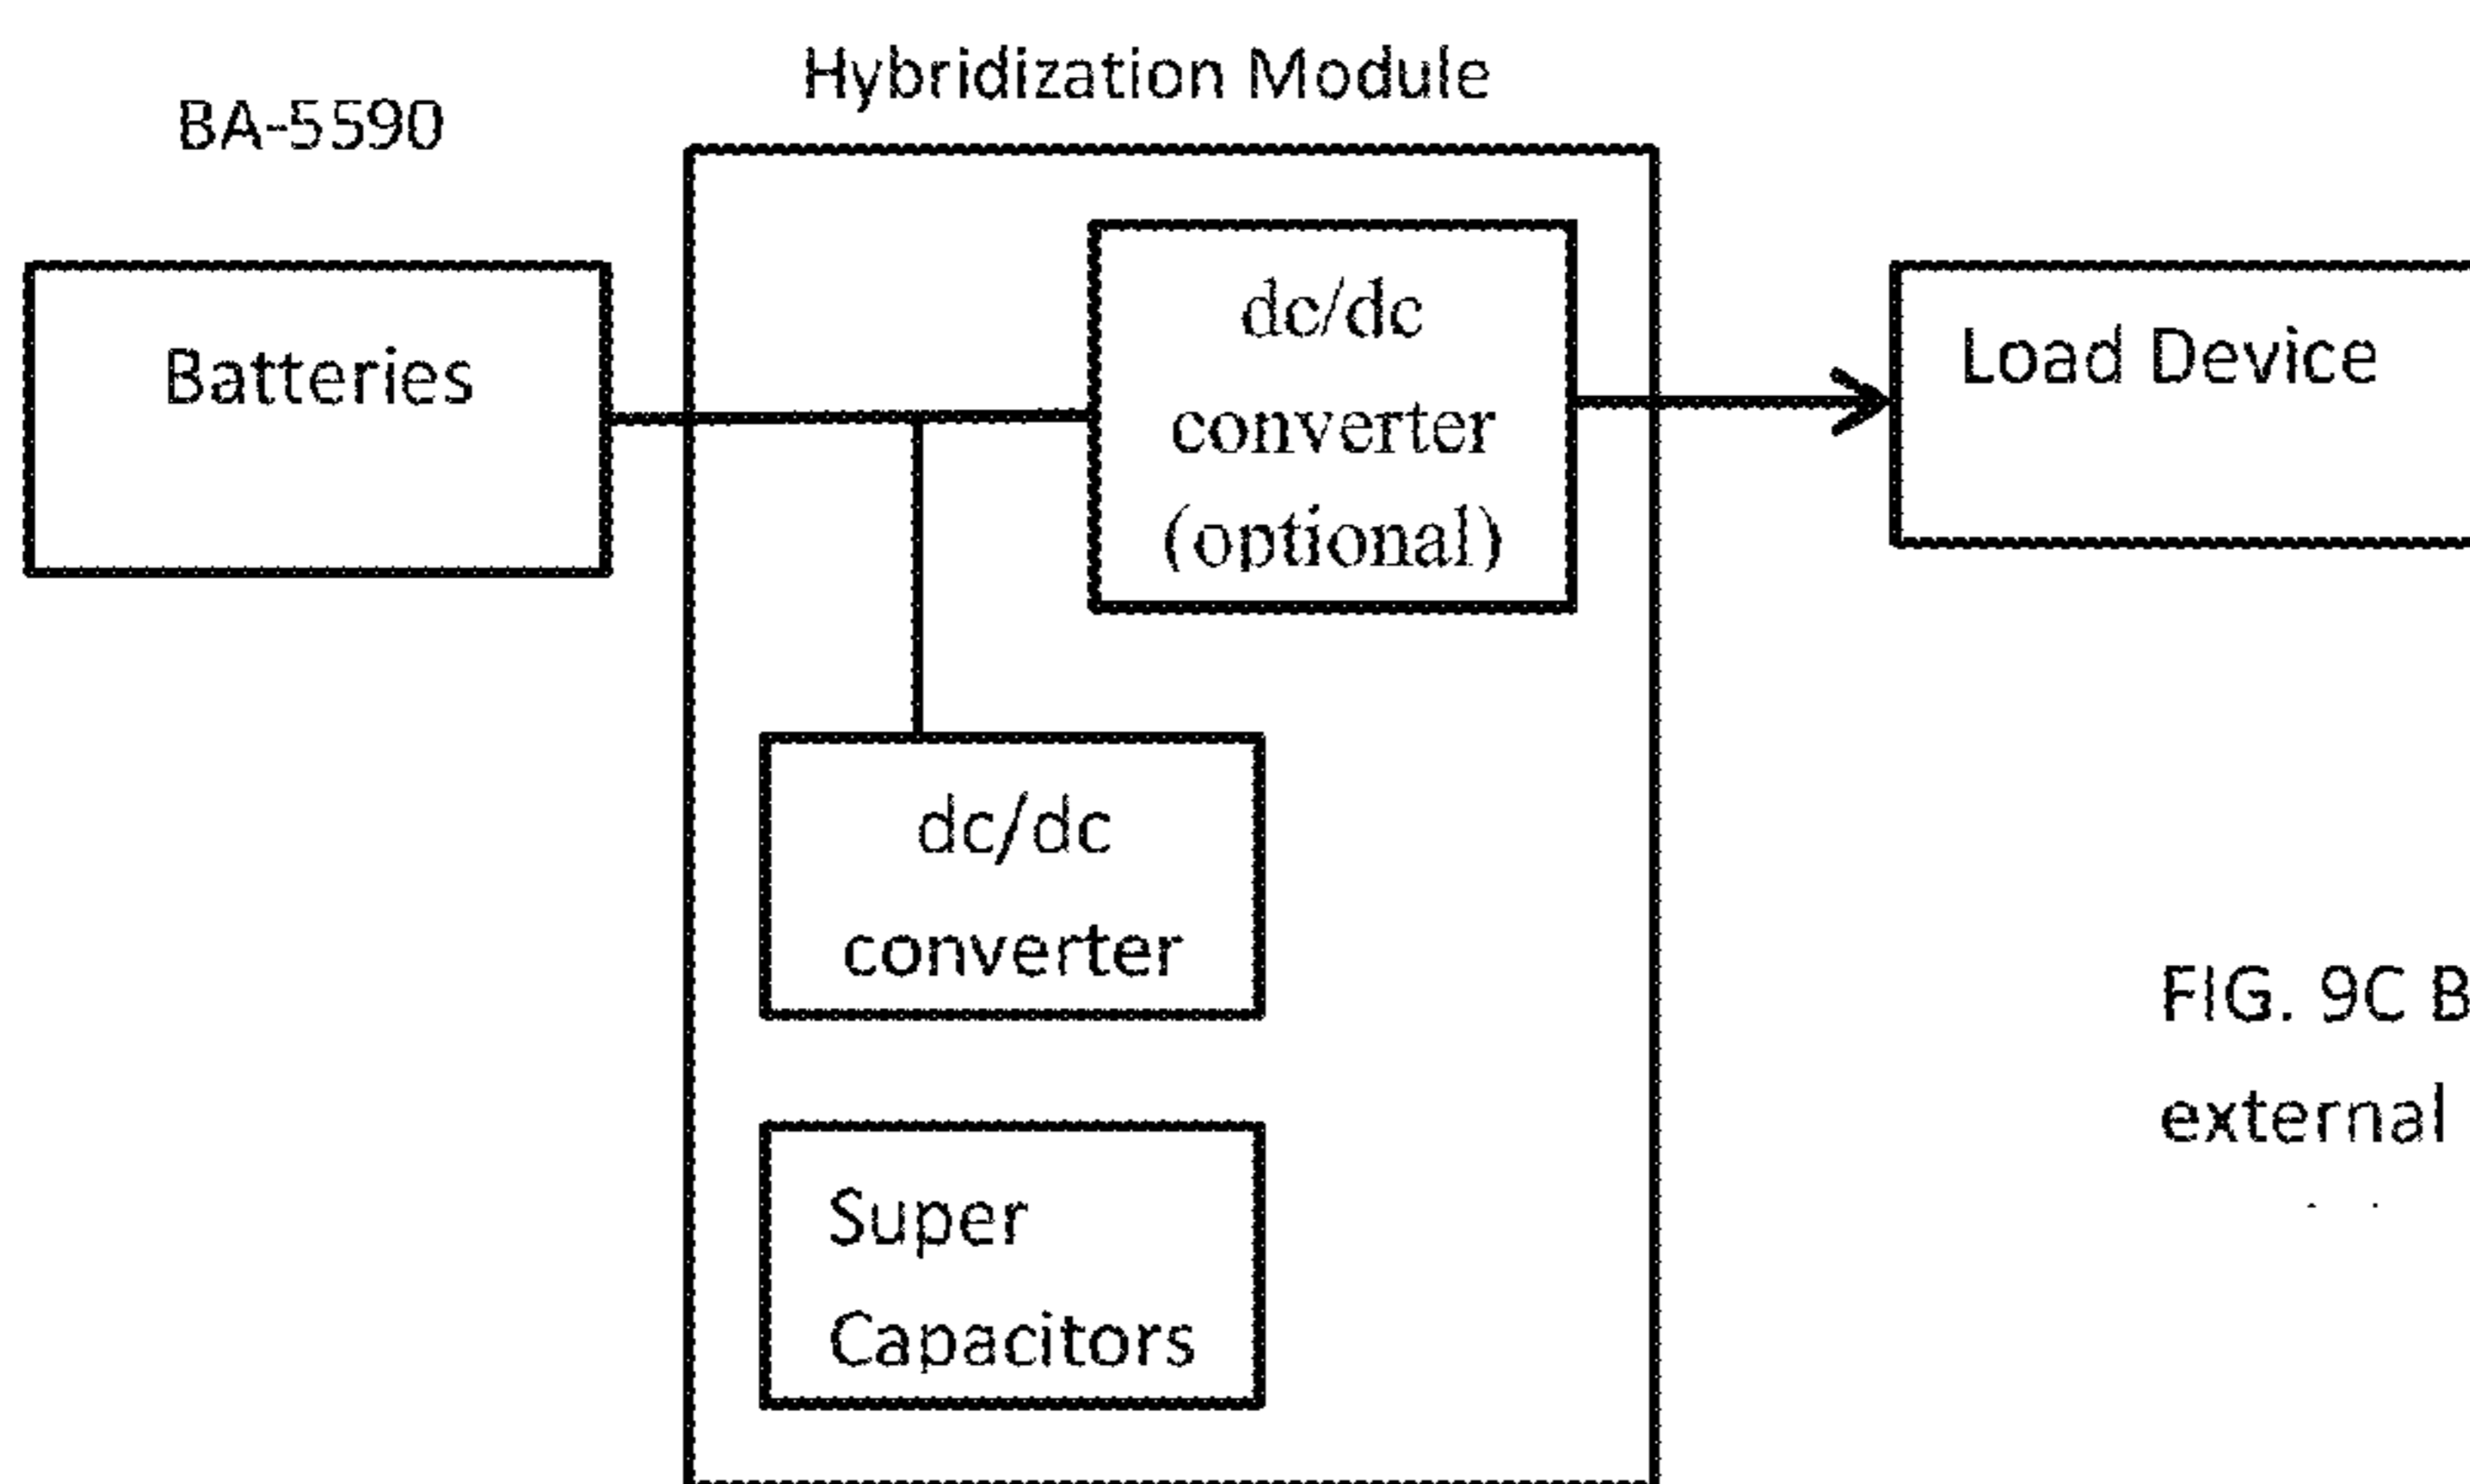 Hybridization Module
BA-5590
Batteries
dc/dc
converter
(optional)
Load Device
dc/dc
converter
Super
Capacitors
FIG. 9C B
external